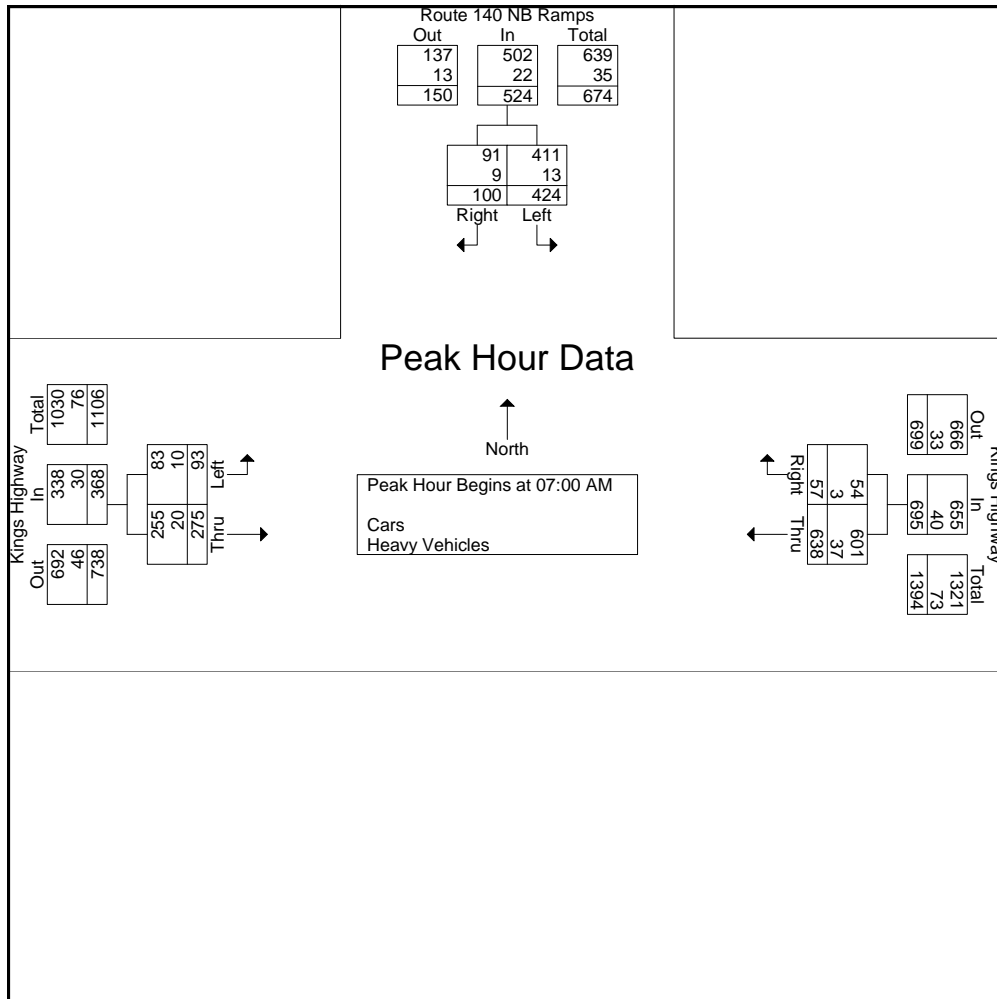 Route 140 NB Ramps
Out In Total
137 502 639
13 22 35
150 524 674
91 411
9 13
100 424
Right Left
Peak Hour Data
North
Peak Hour Begins at 07:00 AM
Cars
Heavy Vehicles
Kings Highway
Total In Out
1030 338 692
76 30 46
1106 368 738
83 255
10 20
93 275
Left Thru
Kings Highway
Out In Total
666 655 1321
33 40 73
699 695 1394
54 601
3 37
57 638
Right Thru